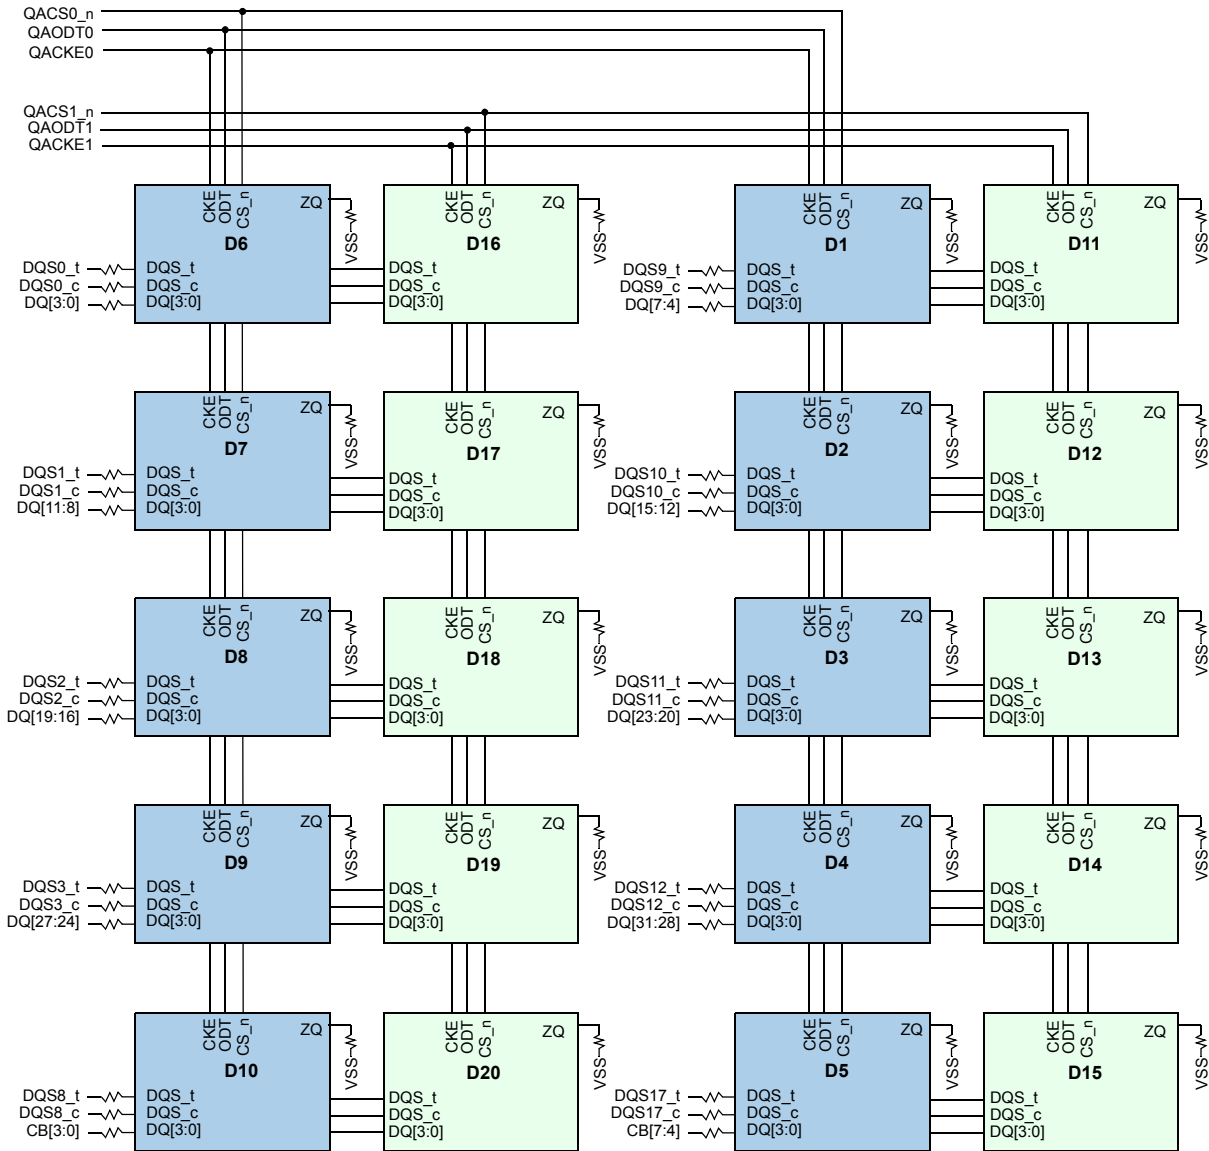 QACS0_n
QAODT0
QACKE0
QACS1_n
QAODT1
QACKE1
CKE ODT CS_n ZQ CKE ODT CS_n ZQ CKE ODT CS_n ZQ CKE ODT CS_n ZQ
VSS VSS VSS VSS
D6 D16 D1 D11
DQS0_t DQS_t DQS_t DQS9_t DQS_t DQS_t
DQS0_c DQS_c DQS_c DQS9_c DQS_c DQS_c
DQ[3:0] DQ[3:0] DQ[3:0] DQ[7:4] DQ[3:0] DQ[3:0]
CKE ODT CS_n ZQ CKE ODT CS_n ZQ CKE ODT CS_n ZQ CKE ODT CS_n ZQ
VSS VSS VSS VSS
D7 D17 D2 D12
DQS1_t DQS_t DQS_t DQS10_t DQS_t DQS_t
DQS1_c DQS_c DQS_c DQS10_c DQS_c DQS_c
DQ[11:8] DQ[3:0] DQ[3:0] DQ[15:12] DQ[3:0] DQ[3:0]
CKE ODT CS_n ZQ CKE ODT CS_n ZQ CKE ODT CS_n ZQ CKE ODT CS_n ZQ
VSS VSS VSS VSS
D8 D18 D3 D13
DQS2_t DQS_t DQS_t DQS11_t DQS_t DQS_t
DQS2_c DQS_c DQS_c DQS11_c DQS_c DQS_c
DQ[19:16] DQ[3:0] DQ[3:0] DQ[23:20] DQ[3:0] DQ[3:0]
CKE ODT CS_n ZQ CKE ODT CS_n ZQ CKE ODT CS_n ZQ CKE ODT CS_n ZQ
VSS VSS VSS VSS
D9 D19 D4 D14
DQS3_t DQS_t DQS_t DQS12_t DQS_t DQS_t
DQS3_c DQS_c DQS_c DQS12_c DQS_c DQS_c
DQ[27:24] DQ[3:0] DQ[3:0] DQ[31:28] DQ[3:0] DQ[3:0]
CKE ODT CS_n ZQ CKE ODT CS_n ZQ CKE ODT CS_n ZQ CKE ODT CS_n ZQ
VSS VSS VSS VSS
D10 D20 D5 D15
DQS8_t DQS_t DQS_t DQS17_t DQS_t DQS_t
DQS8_c DQS_c DQS_c DQS17_c DQS_c DQS_c
CB[3:0] DQ[3:0] DQ[3:0] CB[7:4] DQ[3:0] DQ[3:0]